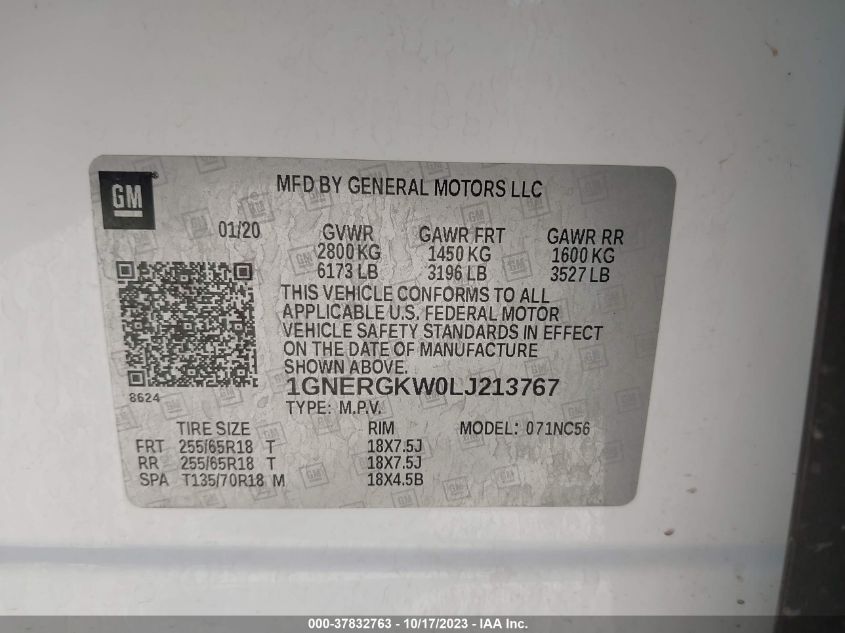 GM
MFD BY GENERAL MOTORS LLC
01/20
GVWR
2800 KG
6173 LB
GAWR FRT
1450 KG
3196 LB
GAWR RR
1600 KG
3527 LB
THIS VEHICLE CONFORMS TO ALL
APPLICABLE U.S. FEDERAL MOTOR
VEHICLE SAFETY STANDARDS IN EFFECT
ON THE DATE OF MANUFACTURE
SHOWN ABOVE.
1GNERGKW0LJ213767
8624
TYPE: M.P.V.
TIRE SIZE RIM MODEL: 071NC56
FRT 255/65R18 T 18X7.5J
RR 255/65R18 T 18X7.5J
SPA T135/70R18 M 18X4.5B
000-37832763 - 10/17/2023 - IAA Inc.